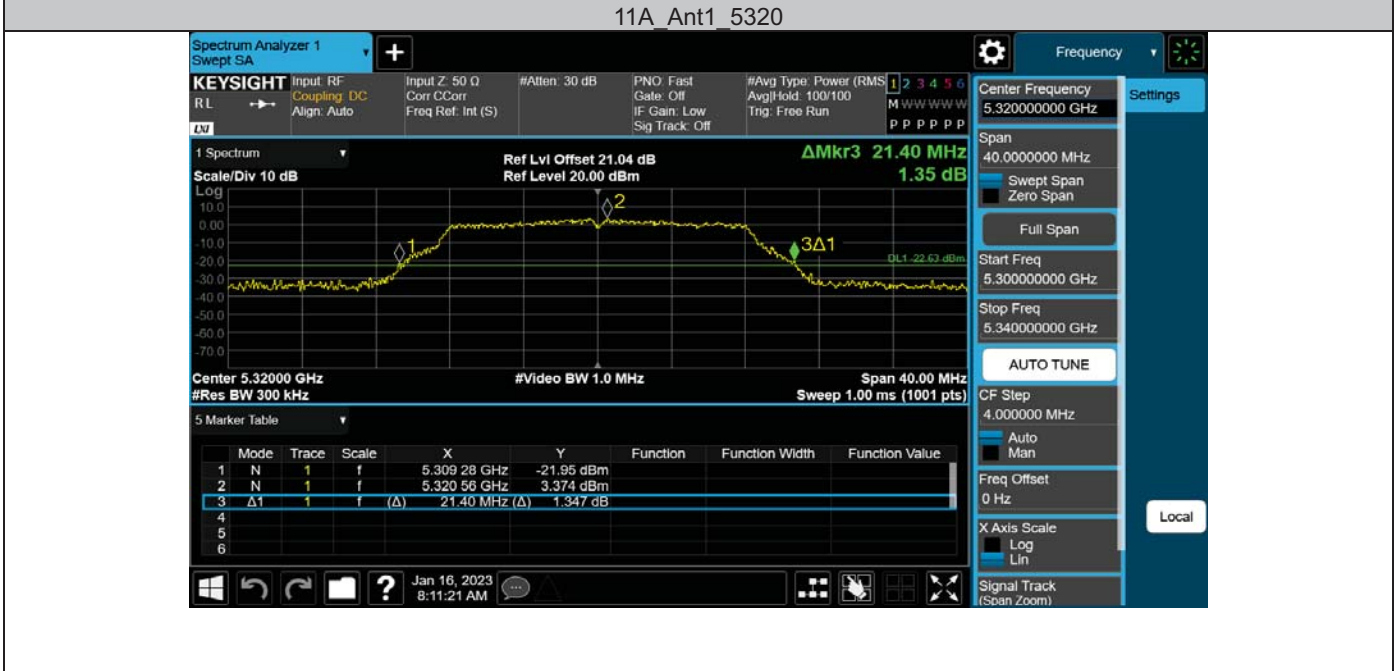 11A_Ant1_5320
Spectrum Analyzer 1
Swept SA
+
Frequency
KEYSIGHT
RL
LXI
Input: RF
Coupling: DC
Align: Auto
Input Z: 50 Ω
Corr CCorr
Freq Ref: Int (S)
#Atten: 30 dB
PNO: Fast
Gate: Off
IF Gain: Low
Sig Track: Off
#Avg Type: Power (RMS
Avg|Hold: 100/100
Trig: Free Run
1 2 3 4 5 6
M W W W W W
P P P P P P
1 Spectrum
Scale/Div 10 dB
Ref Lvl Offset 21.04 dB
Ref Level 20.00 dBm
ΔMkr3 21.40 MHz
1.35 dB
Log
10.0
0.00
-10.0
-20.0
-30.0
-40.0
-50.0
-60.0
-70.0
1
2
3Δ1
DL1 -22.63 dBm
Center 5.32000 GHz
#Res BW 300 kHz
#Video BW 1.0 MHz
Span 40.00 MHz
Sweep 1.00 ms (1001 pts)
5 Marker Table
Mode Trace Scale X Y Function Function Width Function Value
1 N 1 f 5.309 28 GHz -21.95 dBm
2 N 1 f 5.320 56 GHz 3.374 dBm
3 Δ1 1 f (Δ) 21.40 MHz (Δ) 1.347 dB
4
5
6
?
Jan 16, 2023
8:11:21 AM
Center Frequency
5.320000000 GHz
Span
40.0000000 MHz
Swept Span
Zero Span
Full Span
Start Freq
5.300000000 GHz
Stop Freq
5.340000000 GHz
AUTO TUNE
CF Step
4.000000 MHz
Auto
Man
Freq Offset
0 Hz
X Axis Scale
Log
Lin
Signal Track
(Span Zoom)
Settings
Local